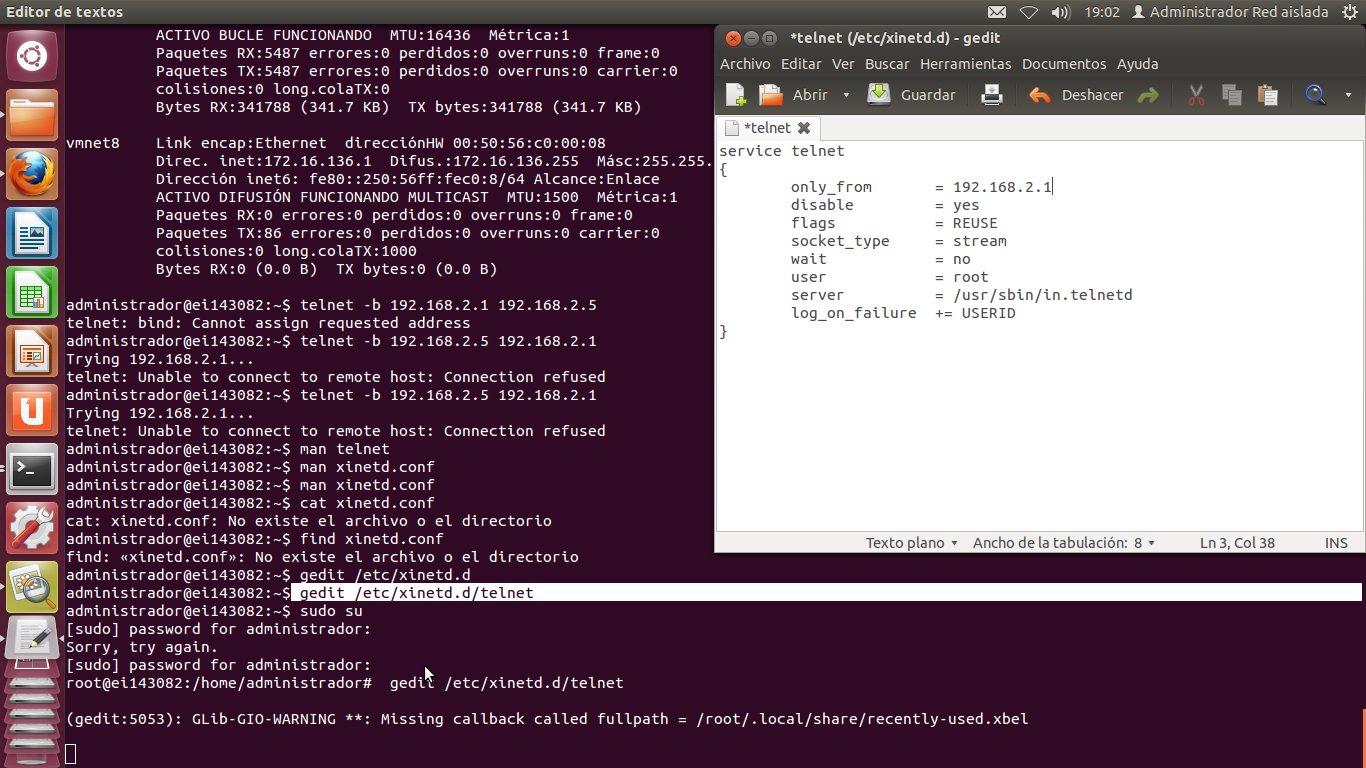 Editor de textos
19:02
Administrador Red aislada
ACTIVO BUCLE FUNCIONANDO  MTU:16436  Métrica:1
Paquetes RX:5487 errores:0 perdidos:0 overruns:0 frame:0
Paquetes TX:5487 errores:0 perdidos:0 overruns:0 carrier:0
colisiones:0 long.colaTX:0
Bytes RX:341788 (341.7 KB)  TX bytes:341788 (341.7 KB)
vmnet8    Link encap:Ethernet  direcciónHW 00:50:56:c0:00:08
Direc. inet:172.16.136.1  Difus.:172.16.136.255  Másc:255.255.
Dirección inet6: fe80::250:56ff:fec0:8/64 Alcance:Enlace
ACTIVO DIFUSIÓN FUNCIONANDO MULTICAST  MTU:1500  Métrica:1
Paquetes RX:0 errores:0 perdidos:0 overruns:0 frame:0
Paquetes TX:86 errores:0 perdidos:0 overruns:0 carrier:0
colisiones:0 long.colaTX:1000
Bytes RX:0 (0.0 B)  TX bytes:0 (0.0 B)
administrador@ei143082:~$ telnet -b 192.168.2.1 192.168.2.5
telnet: bind: Cannot assign requested address
administrador@ei143082:~$ telnet -b 192.168.2.5 192.168.2.1
Trying 192.168.2.1...
telnet: Unable to connect to remote host: Connection refused
administrador@ei143082:~$ telnet -b 192.168.2.5 192.168.2.1
Trying 192.168.2.1...
telnet: Unable to connect to remote host: Connection refused
administrador@ei143082:~$ man telnet
administrador@ei143082:~$ man xinetd.conf
administrador@ei143082:~$ man xinetd.conf
administrador@ei143082:~$ cat xinetd.conf
cat: xinetd.conf: No existe el archivo o el directorio
administrador@ei143082:~$ find xinetd.conf
find: «xinetd.conf»: No existe el archivo o el directorio
administrador@ei143082:~$ gedit /etc/xinetd.d
administrador@ei143082:~$ gedit /etc/xinetd.d/telnet
administrador@ei143082:~$ sudo su
[sudo] password for administrador:
Sorry, try again.
[sudo] password for administrador:
root@ei143082:/home/administrador#  gedit /etc/xinetd.d/telnet
(gedit:5053): GLib-GIO-WARNING **: Missing callback called fullpath = /root/.local/share/recently-used.xbel
*telnet (/etc/xinetd.d) - gedit
Archivo Editar Ver Buscar Herramientas Documentos Ayuda
Abrir Guardar Deshacer
*telnet
service telnet
{
only_from       = 192.168.2.1
disable         = yes
flags           = REUSE
socket_type     = stream
wait            = no
user            = root
server          = /usr/sbin/in.telnetd
log_on_failure  += USERID
}
Texto plano Ancho de la tabulación: 8 Ln 3, Col 38 INS